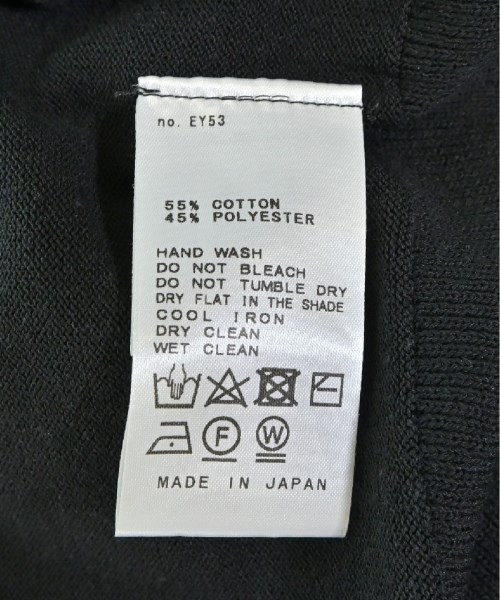 no. EY53
55% COTTON
45% POLYESTER
HAND WASH
DO NOT BLEACH
DO NOT TUMBLE DRY
DRY FLAT IN THE SHADE
COOL IRON
DRY CLEAN
WET CLEAN
F W
MADE IN JAPAN